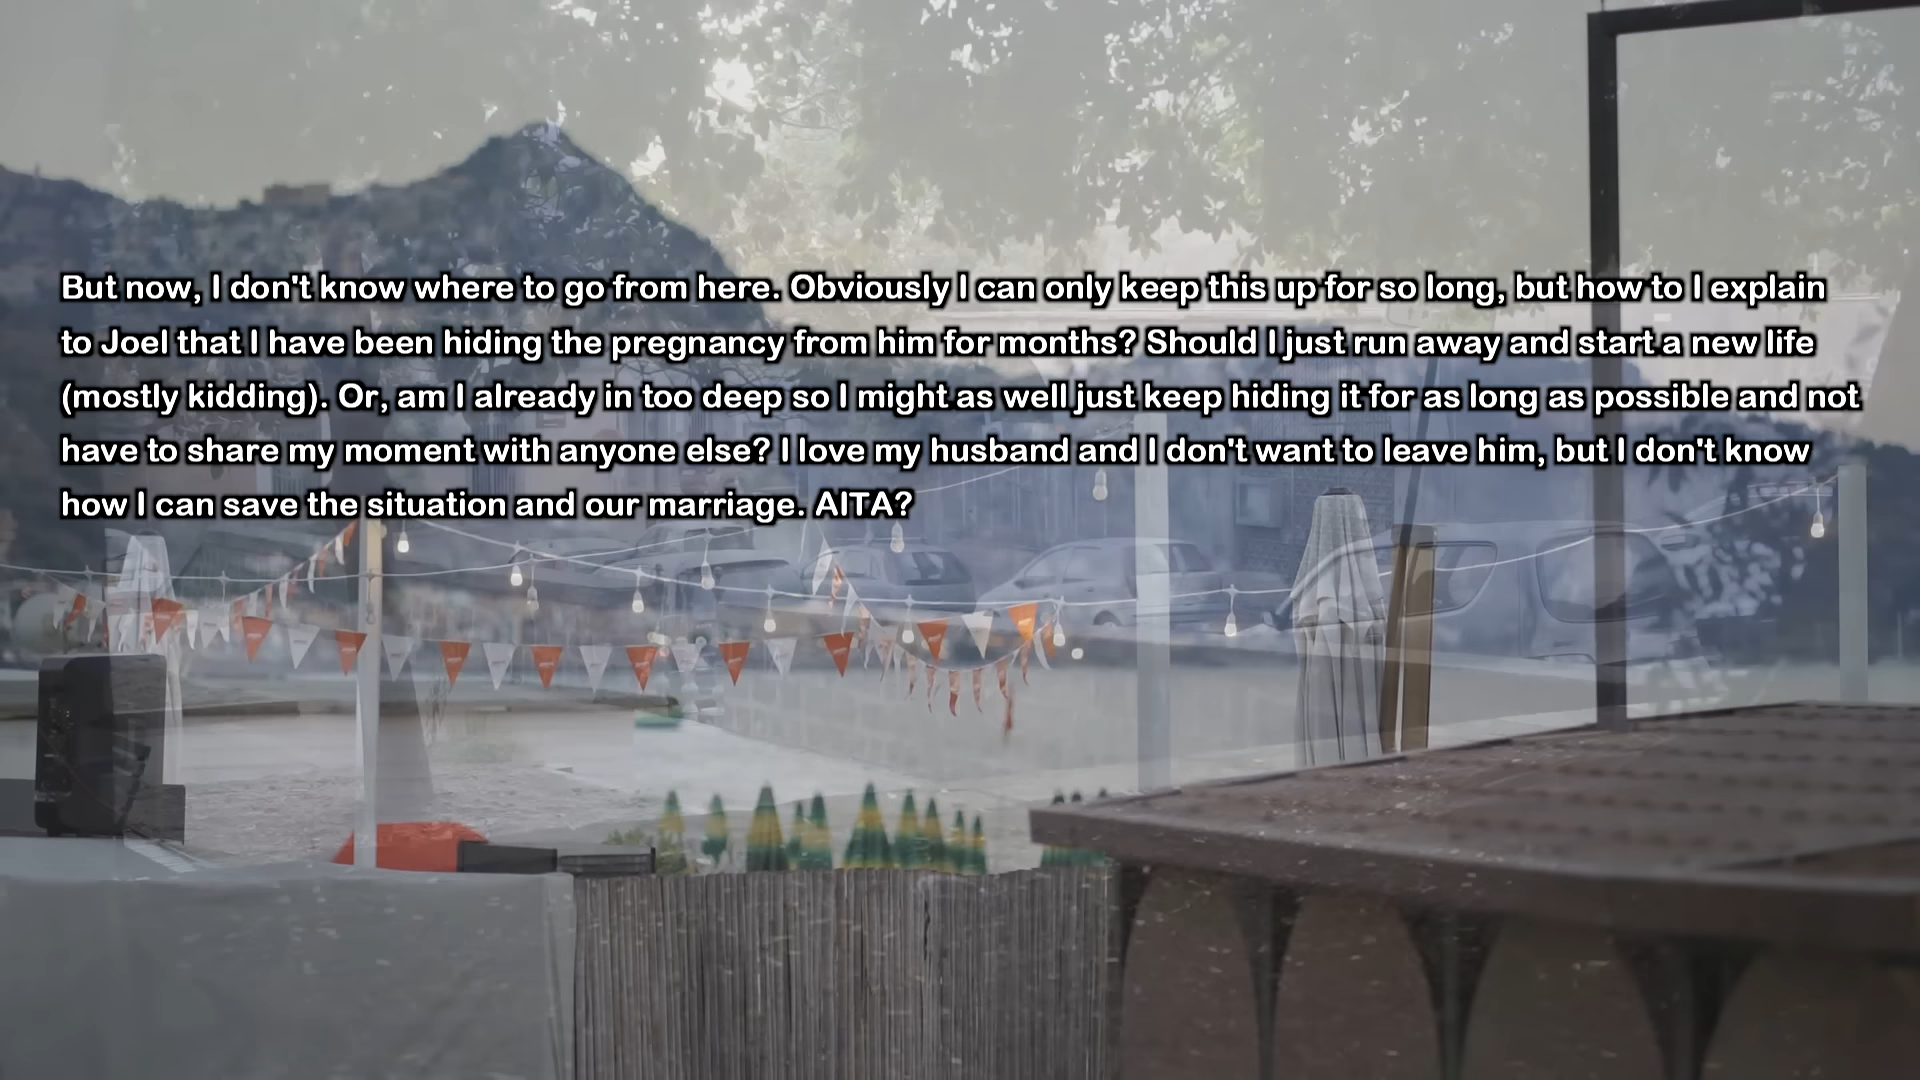 But now, I don't know where to go from here. Obviously I can only keep this up for so long, but how to I explain
to Joel that I have been hiding the pregnancy from him for months? Should I just run away and start a new life
(mostly kidding). Or, am I already in too deep so I might as well just keep hiding it for as long as possible and not
have to share my moment with anyone else? I love my husband and I don't want to leave him, but I don't know
how I can save the situation and our marriage. AITA?